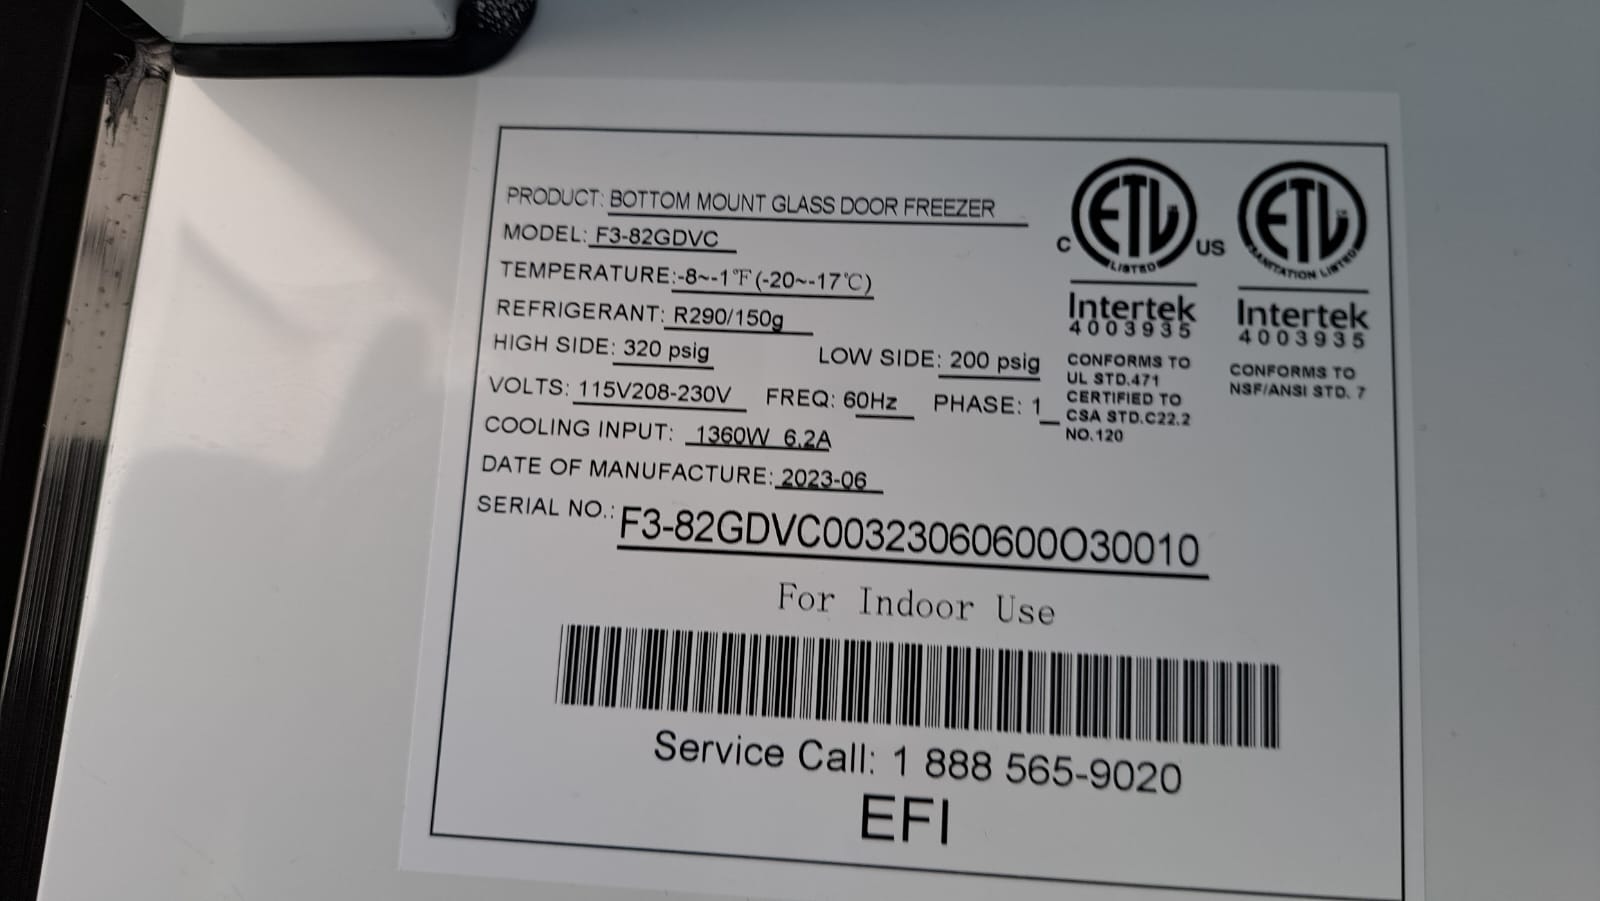 PRODUCT: BOTTOM MOUNT GLASS DOOR FREEZER
MODEL: F3-82GDVC
TEMPERATURE:-8~-1℉(-20~-17℃)
REFRIGERANT: R290/150g
HIGH SIDE: 320 psig LOW SIDE: 200 psig
VOLTS: 115V208-230V FREQ: 60Hz PHASE: 1
COOLING INPUT: 1360W 6.2A
DATE OF MANUFACTURE: 2023-06
SERIAL NO.: F3-82GDVC00323060600O30010
For Indoor Use
Service Call: 1 888 565-9020
EFI
C ETL US
LISTED
Intertek
4003935
CONFORMS TO
UL STD.471
CERTIFIED TO
CSA STD.C22.2
NO.120
ETL
SANITATION LISTED
Intertek
4003935
CONFORMS TO
NSF/ANSI STD. 7